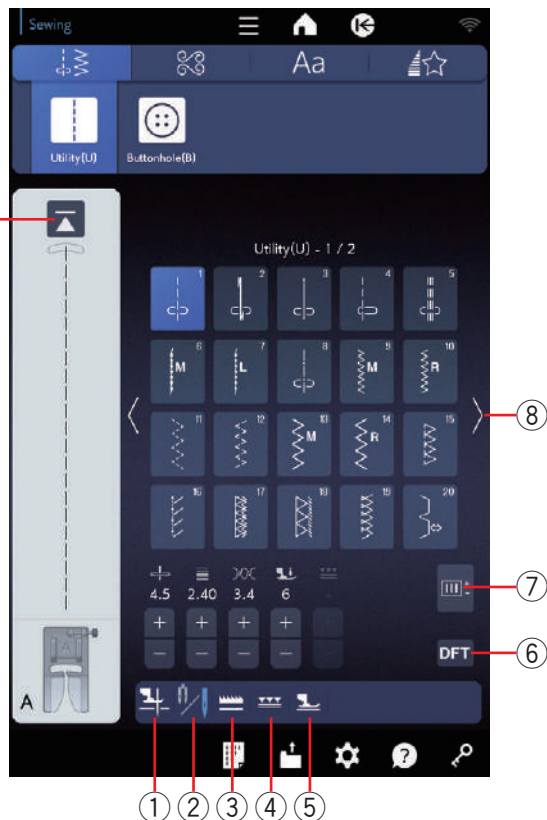 Sewing
Aa
Utility(U)
Buttonhole(B)
Utility(U) - 1 / 2
1 2 3 4 5
6 M 7 L 8 9 M 10 R
11 12 13 M 14 R 15
16 17 18 19 20
⑧
4.5 2.40 3.4 6 -
⑦
+ + + + +
− − − − −
DFT
⑥
A
A
?
① ② ③ ④ ⑤